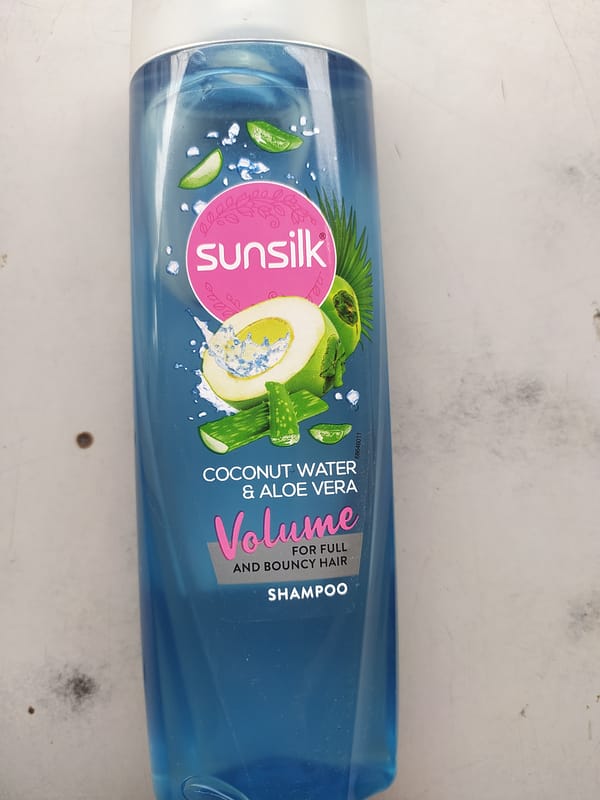 sunsilk®
COCONUT WATER
& ALOE VERA
Volume
FOR FULL
AND BOUNCY HAIR
SHAMPOO